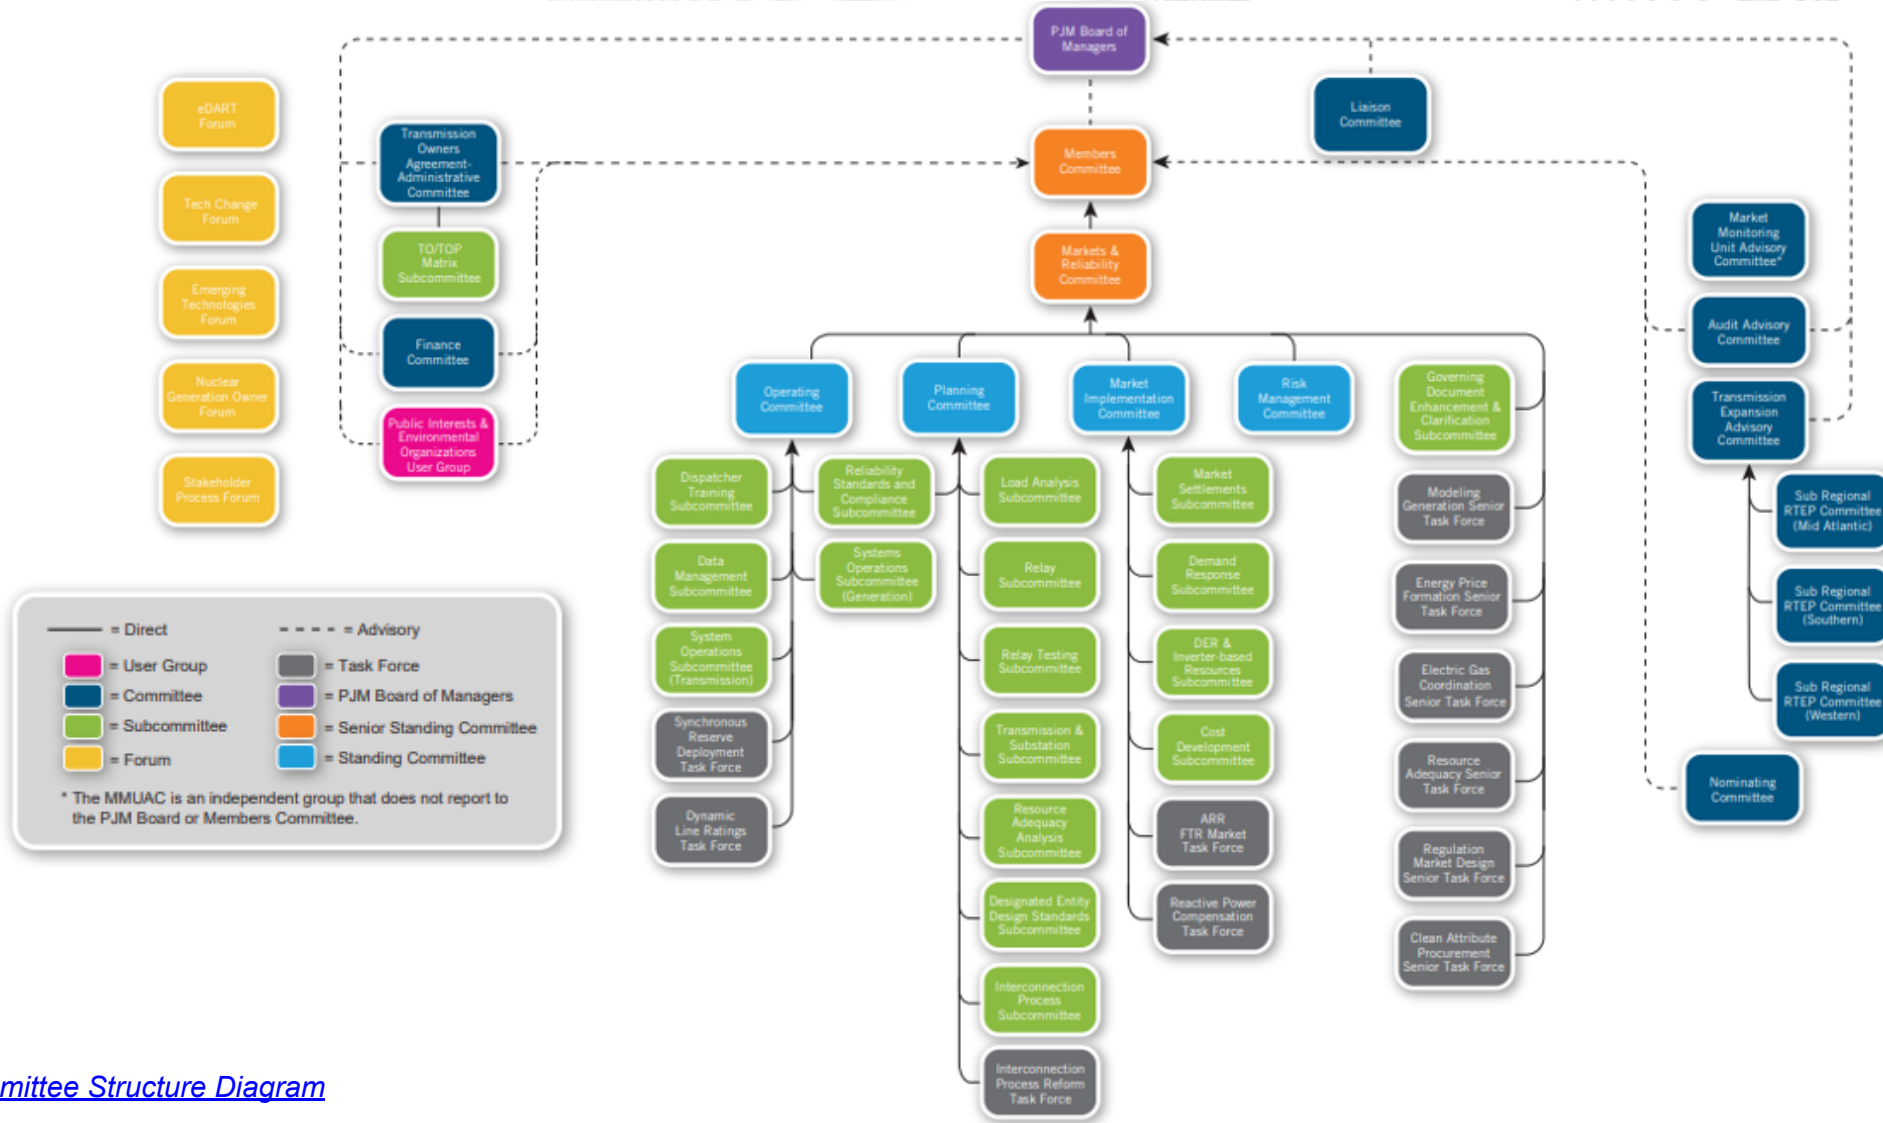 PJM Board of
Managers
Liaison
Committee
eDART
Forum
Tech Change
Forum
Emerging
Technologies
Forum
Nuclear
Generation Owner
Forum
Stakeholder
Process Forum
Transmission
Owners
Agreement-
Administrative
Committee
TO/TOP
Matrix
Subcommittee
Finance
Committee
Public Interests &
Environmental
Organizations
User Group
Members
Committee
Markets &
Reliability
Committee
Market
Monitoring
Unit Advisory
Committee*
Audit Advisory
Committee
Transmission
Expansion
Advisory
Committee
Sub Regional
RTEP Committee
(Mid Atlantic)
Sub Regional
RTEP Committee
(Southern)
Sub Regional
RTEP Committee
(Western)
Nominating
Committee
Operating
Committee
Planning
Committee
Market
Implementation
Committee
Risk
Management
Committee
Dispatcher
Training
Subcommittee
Data
Management
Subcommittee
System
Operations
Subcommittee
(Transmission)
Synchronous
Reserve
Deployment
Task Force
Dynamic
Line Ratings
Task Force
Reliability
Standards and
Compliance
Subcommittee
Systems
Operations
Subcommittee
(Generation)
Load Analysis
Subcommittee
Relay
Subcommittee
Relay Testing
Subcommittee
Transmission &
Substation
Subcommittee
Resource
Adequacy
Analysis
Subcommittee
Designated Entity
Design Standards
Subcommittee
Interconnection
Process
Subcommittee
Interconnection
Process Reform
Task Force
Market
Settlements
Subcommittee
Demand
Response
Subcommittee
DER &
Inverter-based
Resources
Subcommittee
Cost
Development
Subcommittee
ARR
FTR Market
Task Force
Reactive Power
Compensation
Task Force
Governing
Document
Enhancement &
Clarification
Subcommittee
Modeling
Generation Senior
Task Force
Energy Price
Formation Senior
Task Force
Electric Gas
Coordination
Senior Task Force
Resource
Adequacy Senior
Task Force
Regulation
Market Design
Senior Task Force
Clean Attribute
Procurement
Senior Task Force
= Direct
= Advisory
= User Group
= Task Force
= Committee
= PJM Board of Managers
= Subcommittee
= Senior Standing Committee
= Forum
= Standing Committee
* The MMUAC is an independent group that does not report to
the PJM Board or Members Committee.
mittee Structure Diagram